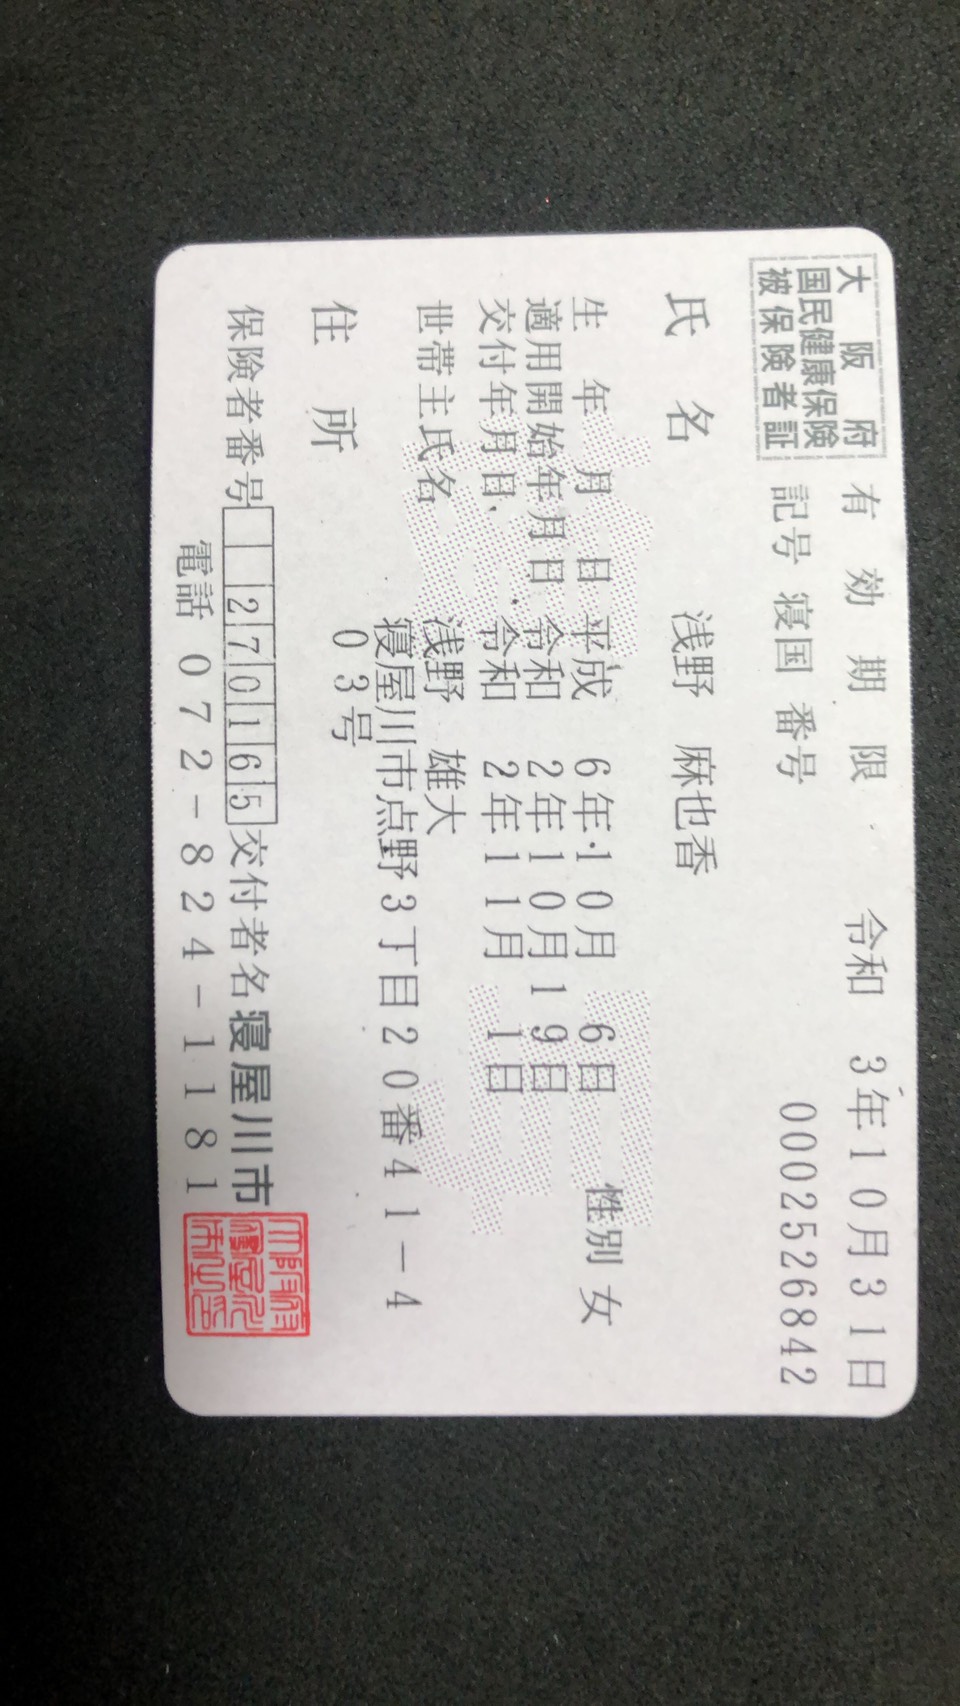 大阪府
国民健康保険
被保険者証
有効期限 令和 3年10月31日
記号 寝国 番号 0002526842
氏名 浅野 麻也香
生年月日 平成 6年10月 6日 性別 女
適用開始年月日 令和 2年10月19日
交付年月日 令和 2年11月 1日
世帯主氏名 浅野 雄大
住所 寝屋川市点野3丁目20番41-4
03号
保険者番号 270165 交付者名 寝屋川市
電話 072-824-1181